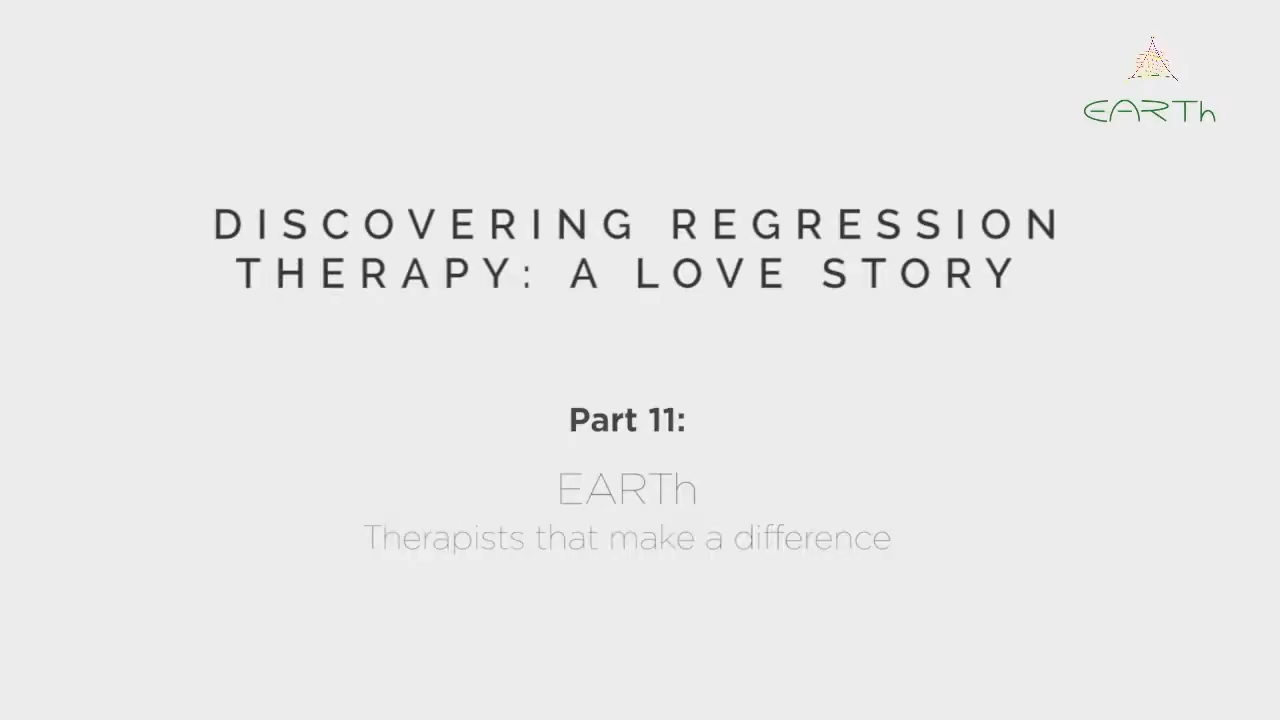 EARTh
DISCOVERING REGRESSION
THERAPY: A LOVE STORY
Part 11:
EARTh
Therapists that make a difference